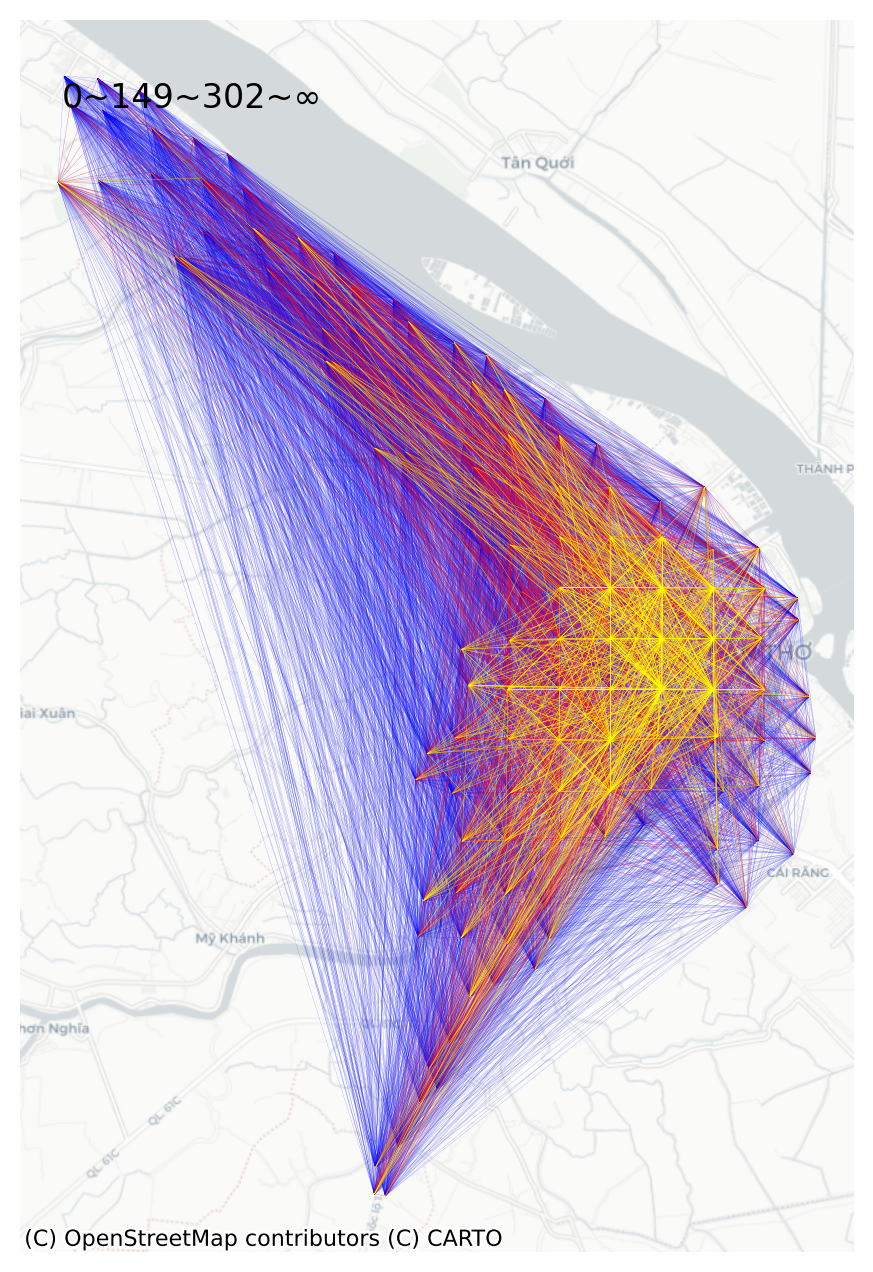 0~149~302~∞
Tân Quới
THÀNH P
THƠ
iai Xuân
CÁI RĂNG
Mỹ Khánh
hơn Nghĩa
QL. 61C
QL. 61C
(C) OpenStreetMap contributors (C) CARTO